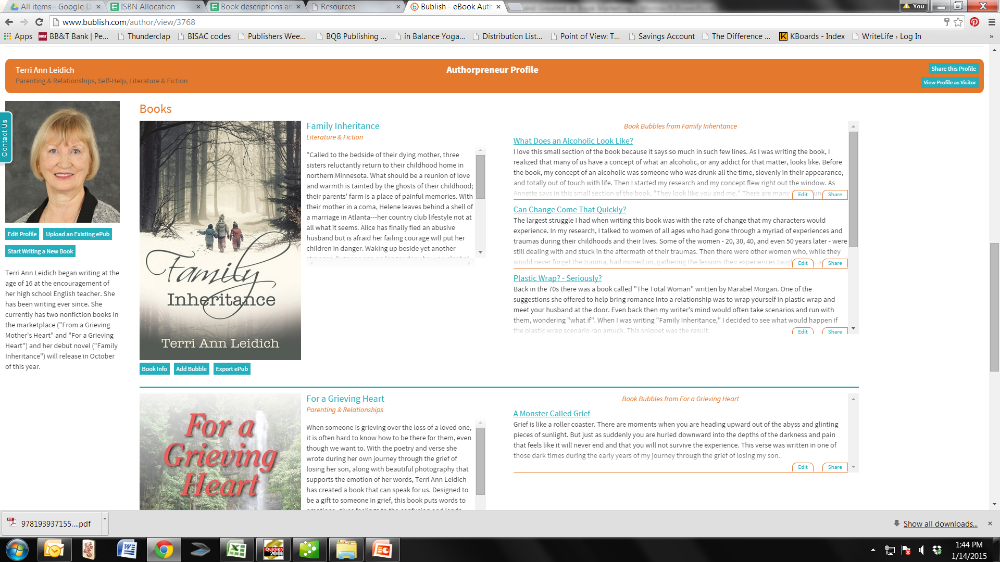 All items - Google D
ISBN Allocation
Book descriptions an
Resources
Bublish - eBook Auth
You
www.bublish.com/author/view/3768
Apps
BB&T Bank | Pe...
Thunderclap
BISAC codes
Publishers Wee...
BQB Publishing ...
in Balance Yoga...
Distribution List...
Point of View: T...
Savings Account
The Difference ...
KBoards - Index
WriteLife › Log In
»
Terri Ann Leidich
Parenting & Relationships, Self-Help, Literature & Fiction
Authorpreneur Profile
Share this Profile
View Profile as Visitor
Contact Us
Edit Profile
Upload an Existing ePub
Start Writing a New Book
Terri Ann Leidich began writing at the
age of 16 at the encouragement of
her high school English teacher. She
has been writing ever since. She
currently has two nonfiction books in
the marketplace ("From a Grieving
Mother's Heart" and "For a Grieving
Heart") and her debut novel ("Family
Inheritance") will release in October
of this year.
Books
Family
Inheritance
Terri Ann Leidich
Book Info
Add Bubble
Export ePub
Family Inheritance
Literature & Fiction
"Called to the bedside of their dying mother, three
sisters reluctantly return to their childhood home in
northern Minnesota. What should be a reunion of love
and warmth is tainted by the ghosts of their childhood;
their parents' farm is a place of painful memories. With
their mother in a coma, Helene leaves behind a shell of
a marriage in Atlanta---her country club lifestyle not at
all what it seems. Alice has finally fled an abusive
husband but is afraid her failing courage will put her
children in danger. Waking up beside yet another
Book Bubbles from Family Inheritance
What Does an Alcoholic Look Like?
I love this small section of the book because it says so much in such few lines. As I was writing the book, I
realized that many of us have a concept of what an alcoholic, or any addict for that matter, looks like. Before
the book, my concept of an alcoholic was someone who was drunk all the time, slovenly in their appearance,
and totally out of touch with life. Then I started my research and my concept flew right out the window. As
Annette says in this small section of the book, "They look like you and me." There are many
Edit
Share
Can Change Come That Quickly?
The largest struggle I had when writing this book was with the rate of change that my characters would
experience. In my research, I talked to women of all ages who had gone through a myriad of experiences and
traumas during their childhoods and their lives. Some of the women - 20, 30, 40, and even 50 years later - were
still dealing with and stuck in the aftermath of their traumas. Then there were other women who, while they
would never forget the trauma, had moved on, gathering the lessons their experiences
Edit
Share
Plastic Wrap? - Seriously?
Back in the 70s there was a book called "The Total Woman" written by Marabel Morgan. One of the
suggestions she offered to help bring romance into a relationship was to wrap yourself in plastic wrap and
meet your husband at the door. Even back then my writer's mind would often take scenarios and run with
them, wondering "what if". When I was writing "Family Inheritance," I decided to see what would happen if
the plastic wrap scenario ran amuck. This snippet was the result.
Edit
Share
For a
Grieving
Heart
For a Grieving Heart
Parenting & Relationships
When someone is grieving over the loss of a loved one,
it is often hard to know how to be there for them, even
though we want to. With the poetry and verse she
wrote during her own journey through the grief of
losing her son, along with beautiful photography that
supports the emotion of her words, Terri Ann Leidich
has created a book that can speak for us. Designed to
be a gift to someone in grief, this book puts words to
Book Bubbles from For a Grieving Heart
A Monster Called Grief
Grief is like a roller coaster. There are moments when you are heading upward out of the abyss and glinting
pieces of sunlight. But just as suddenly you are hurled downward into the depths of the darkness and pain
that feels like it will never end and that you will not survive the experience. This verse was written in one of
those dark times during the early years of my journey through the grief of losing my son.
Edit
Share
978193937155....pdf
Show all downloads...
Quicken
2001
1:44 PM
1/14/2015